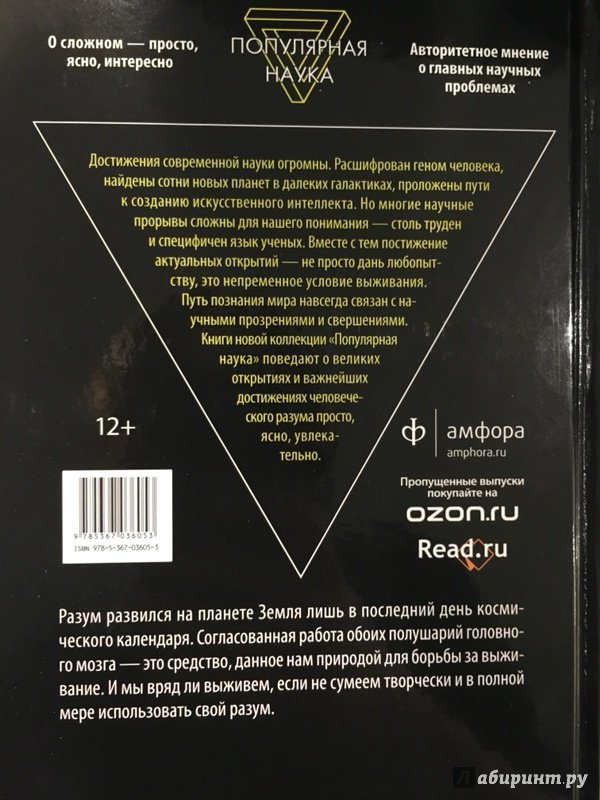 О сложном — просто,
ясно, интересно
ПОПУЛЯРНАЯ
НАУКА
Авторитетное мнение
о главных научных
проблемах
Достижения современной науки огромны. Расшифрован геном человека,
найдены сотни новых планет в далеких галактиках, проложены пути
к созданию искусственного интеллекта. Но многие научные
прорывы сложны для нашего понимания — столь труден
и специфичен язык ученых. Вместе с тем постижение
актуальных открытий — не просто дань любопыт-
ству, это непременное условие выживания.
Путь познания мира навсегда связан с на-
учными прозрениями и свершениями.
Книги новой коллекции «Популярная
наука» поведают о великих
открытиях и важнейших
достижениях человече-
ского разума просто,
ясно, увлека-
тельно.
12+
ф амфора
amphora.ru
Пропущенные выпуски
покупайте на
OZON.ru
Read.ru
9 785367 036053
ISBN 978-5-367-03605-3
Разум развился на планете Земля лишь в последний день косми-
ческого календаря. Согласованная работа обоих полушарий головно-
го мозга — это средство, данное нам природой для борьбы за выжи-
вание. И мы вряд ли выживем, если не сумеем творчески и в полной
мере использовать свой разум.
Лабиринт.ру